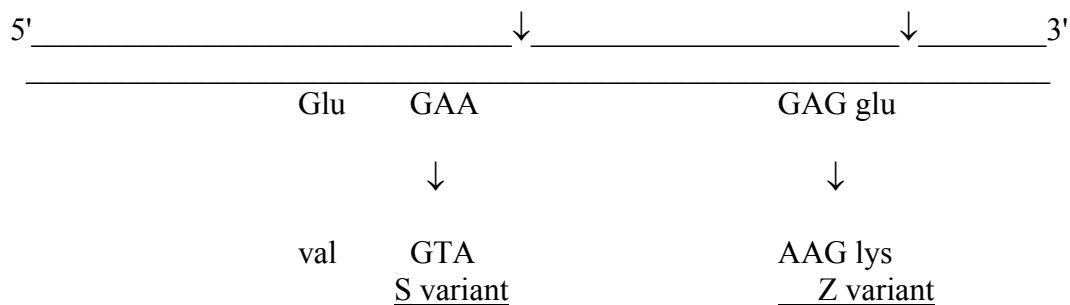 5' ↓ ↓ 3'
Glu GAA GAG glu
↓ ↓
val GTA AAG lys
S variant Z variant